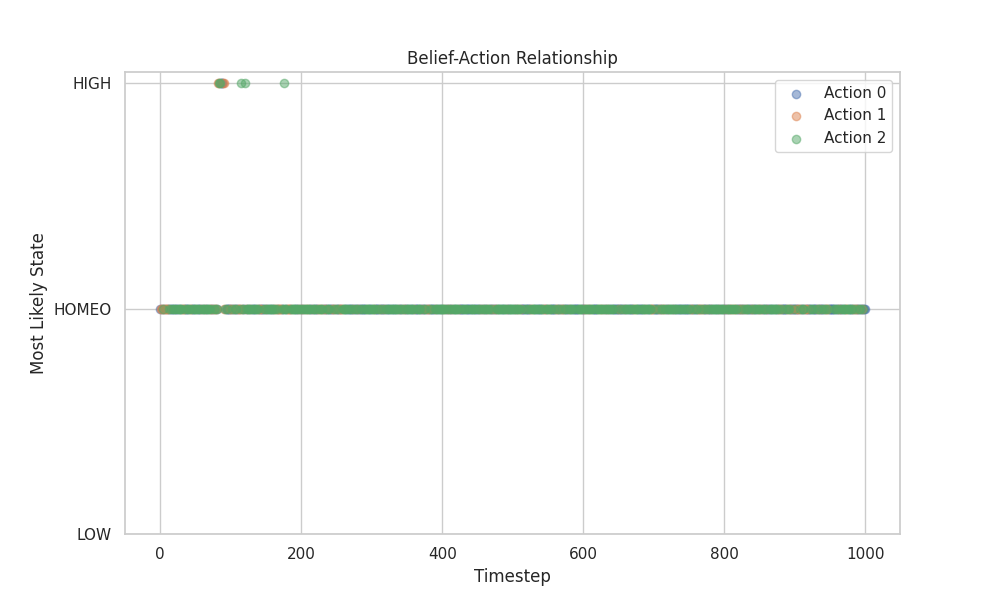 Belief-Action Relationship
HIGH
HOMEO
LOW
Most Likely State
Action 0
Action 1
Action 2
0
200
400
600
800
1000
Timestep